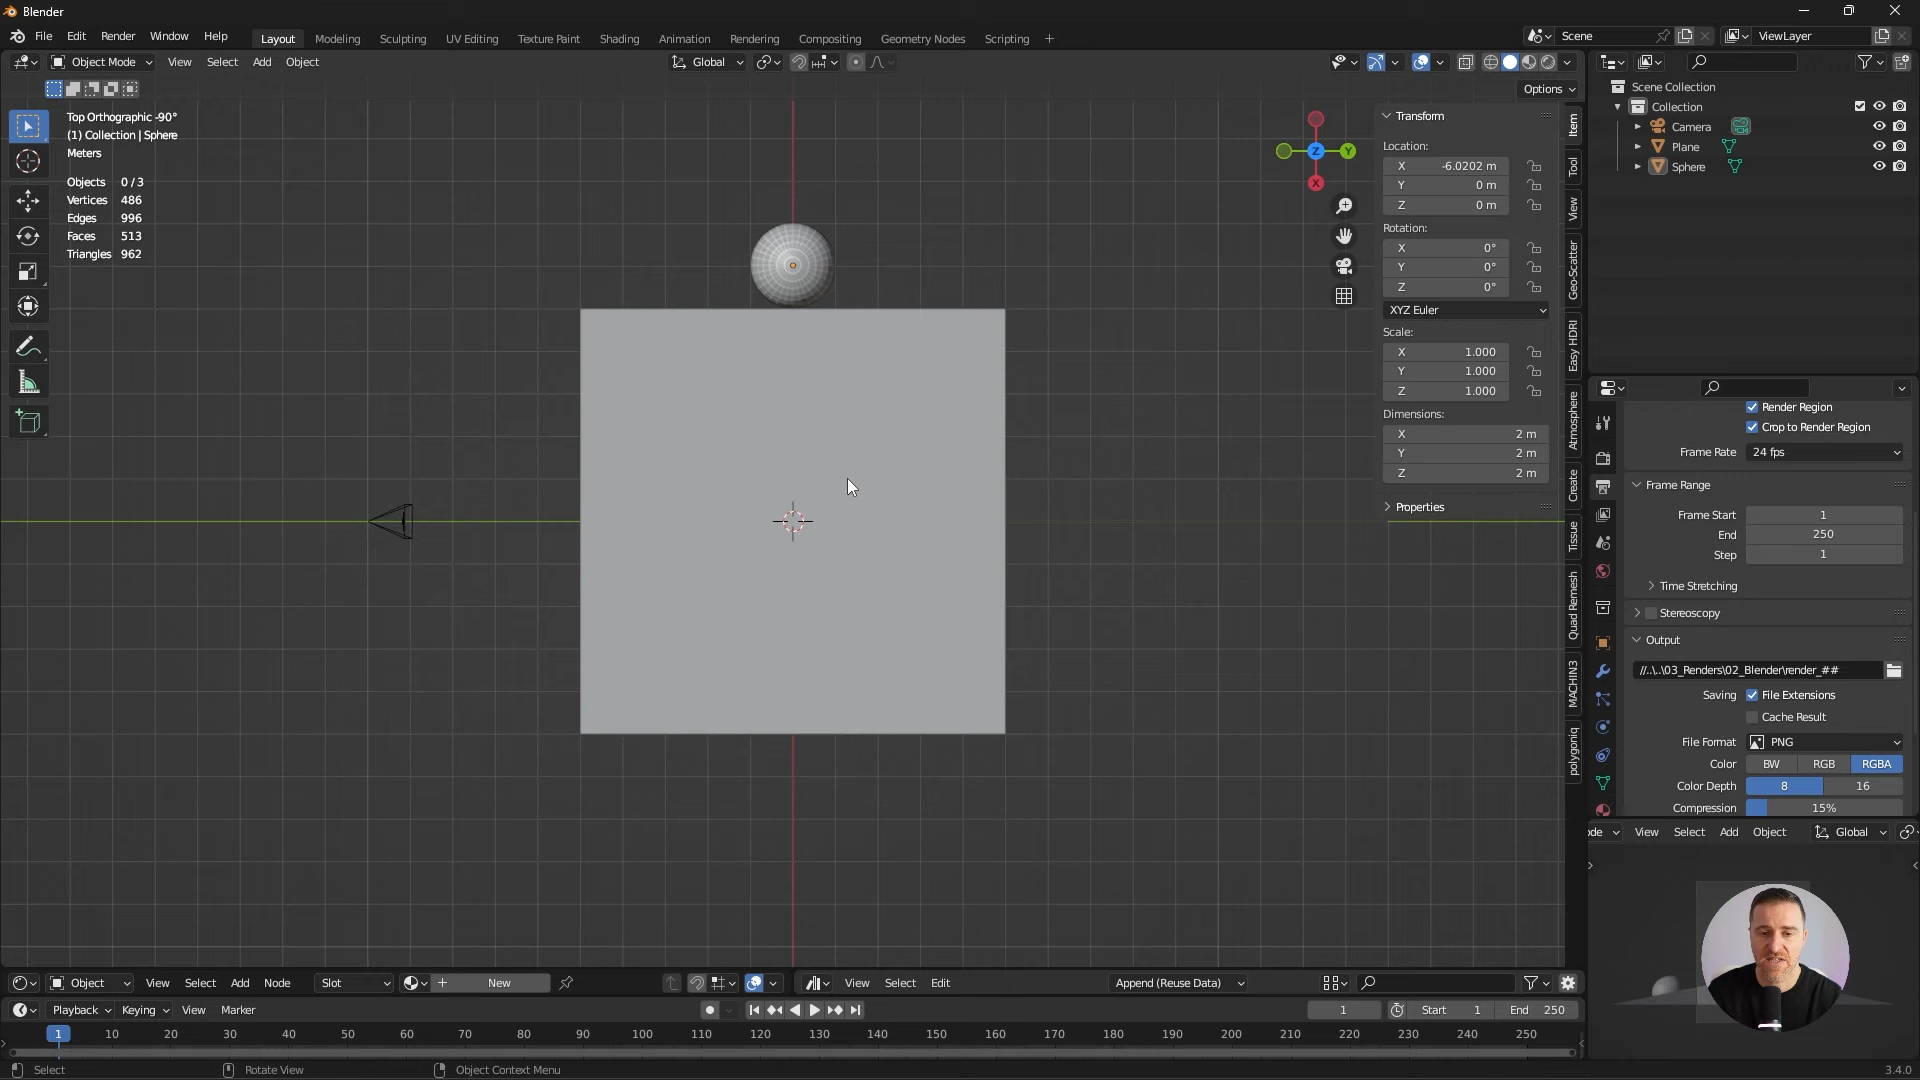 Blender
File Edit Render Window Help Layout Modeling Sculpting UV Editing Texture Paint Shading Animation Rendering Compositing Geometry Nodes Scripting + Scene ViewLayer
Object Mode View Select Add Object Global
Options
Top Orthographic -90°
(1) Collection | Sphere
Meters
Objects 0/3
Vertices 486
Edges 996
Faces 513
Triangles 962
Z Y
X
Transform
Location:
X -6.0202 m
Y 0 m
Z 0 m
Rotation:
X 0°
Y 0°
Z 0°
XYZ Euler
Scale:
X 1.000
Y 1.000
Z 1.000
Dimensions:
X 2 m
Y 2 m
Z 2 m
Properties
Item
Tool
View
Geo-Scatter
Easy HDRI
Atmosphere
Create
Tissue
Quad Remesh
MACHIN3
polygoniq
Scene Collection
Collection
Camera
Plane
Sphere
Render Region
Crop to Render Region
Frame Rate 24 fps
Frame Range
Frame Start 1
End 250
Step 1
Time Stretching
Stereoscopy
Output
//..\..\03_Renders\02_Blender\render_##
Saving File Extensions
Cache Result
File Format PNG
Color BW RGB RGBA
Color Depth 8 16
Compression 15%
ode View Select Add Object Global
Object View Select Add Node Slot New View Select Edit Append (Reuse Data)
Playback Keying View Marker 1 Start 1 End 250
1 10 20 30 40 50 60 70 80 90 100 110 120 130 140 150 160 170 180 190 200 210 220 230 240 250
Select Rotate View Object Context Menu 3.4.0